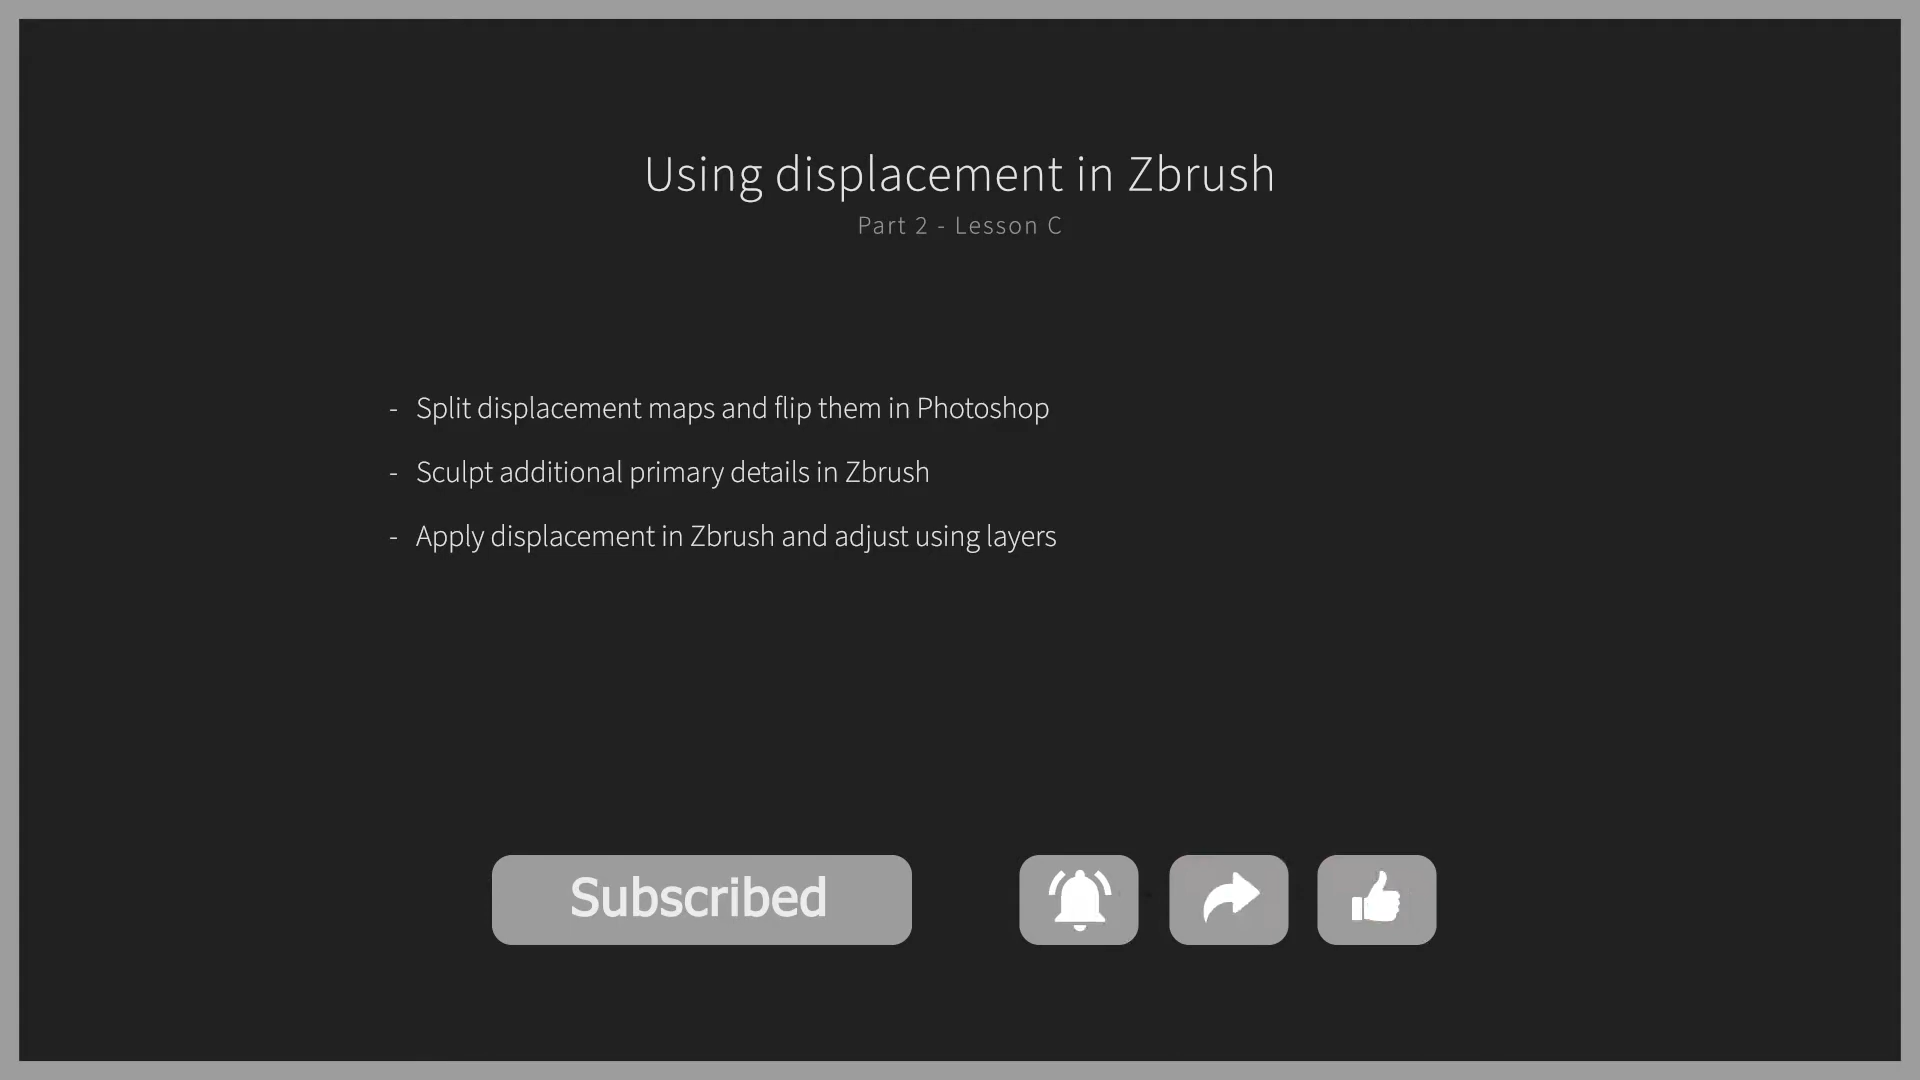 Using displacement in Zbrush
Part 2 - Lesson C
- Split displacement maps and flip them in Photoshop
- Sculpt additional primary details in Zbrush
- Apply displacement in Zbrush and adjust using layers
Subscribed